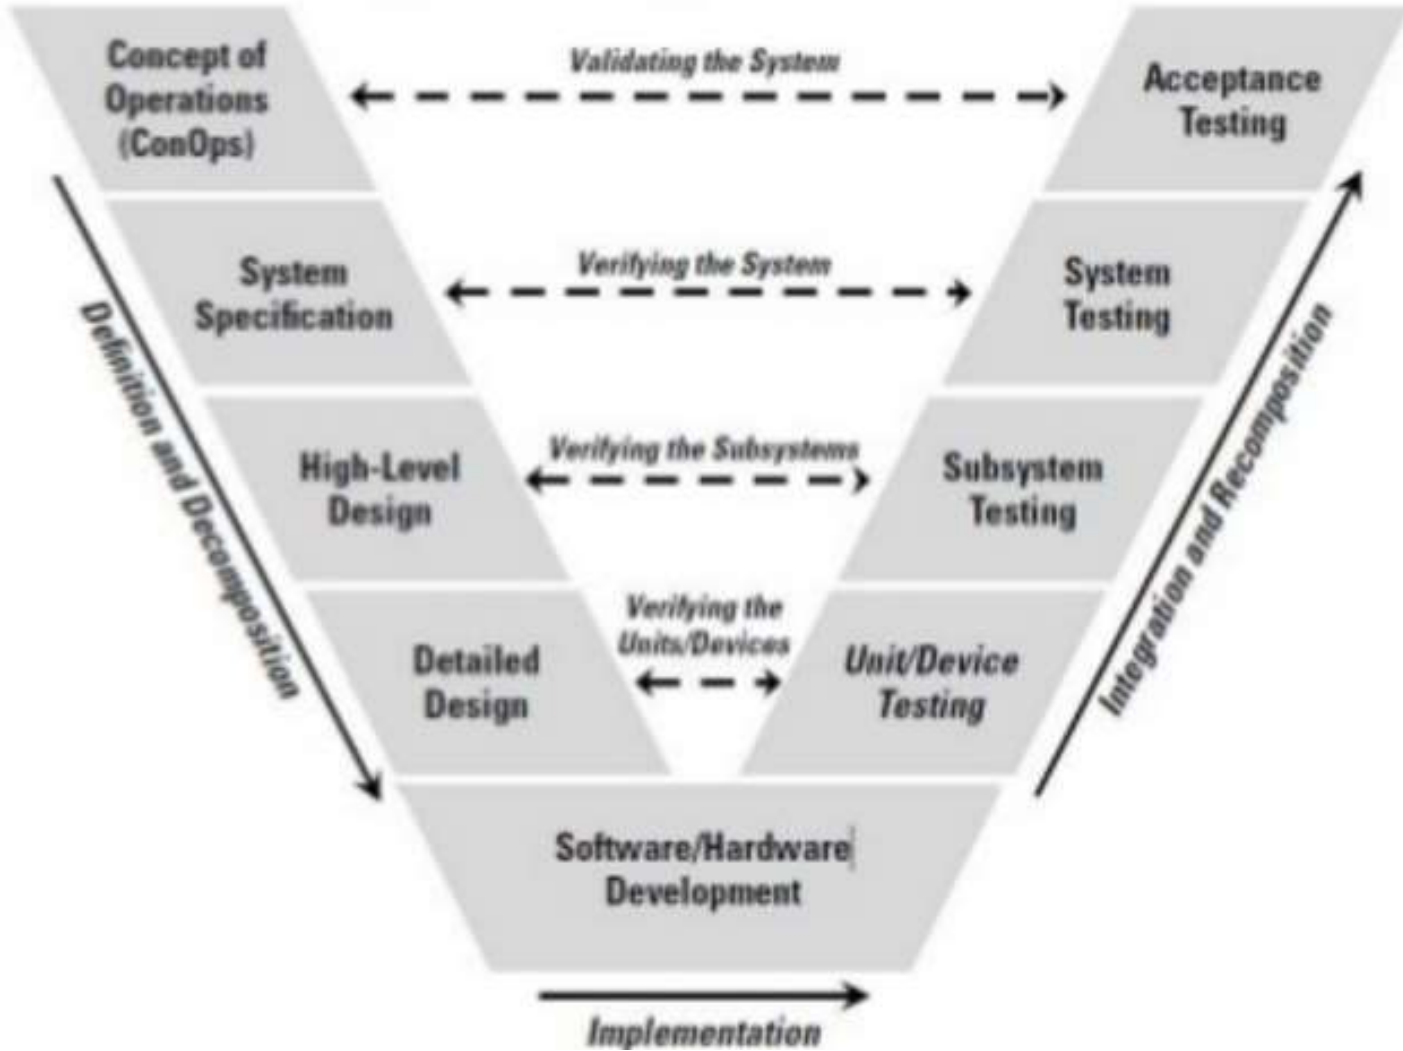 Concept of
Operations
(ConOps)
Validating the System
Acceptance
Testing
System
Specification
Verifying the System
System
Testing
High-Level
Design
Verifying the Subsystems
Subsystem
Testing
Detailed
Design
Verifying the
Units/Devices
Unit/Device
Testing
Definition and Decomposition
Integration and Recomposition
Software/Hardware
Development
Implementation